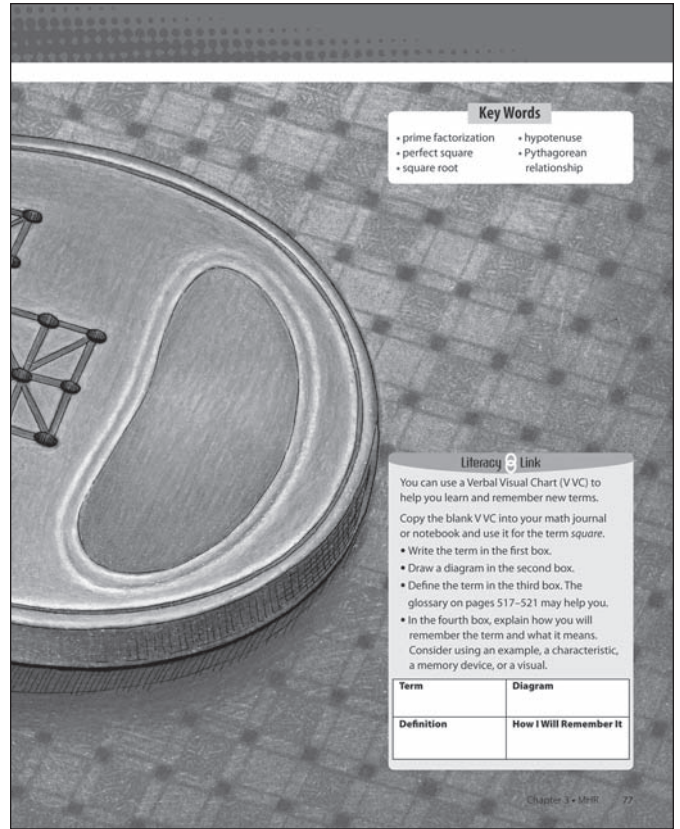 Key Words
• prime factorization
• perfect square
• square root
• hypotenuse
• Pythagorean
relationship
Literacy Link
You can use a Verbal Visual Chart (V VC) to
help you learn and remember new terms.
Copy the blank V VC into your math journal
or notebook and use it for the term square.
• Write the term in the first box.
• Draw a diagram in the second box.
• Define the term in the third box. The
glossary on pages 517–521 may help you.
• In the fourth box, explain how you will
remember the term and what it means.
Consider using an example, a characteristic,
a memory device, or a visual.
Term
Diagram
Definition
How I Will Remember It
Chapter 3 • MHR 77